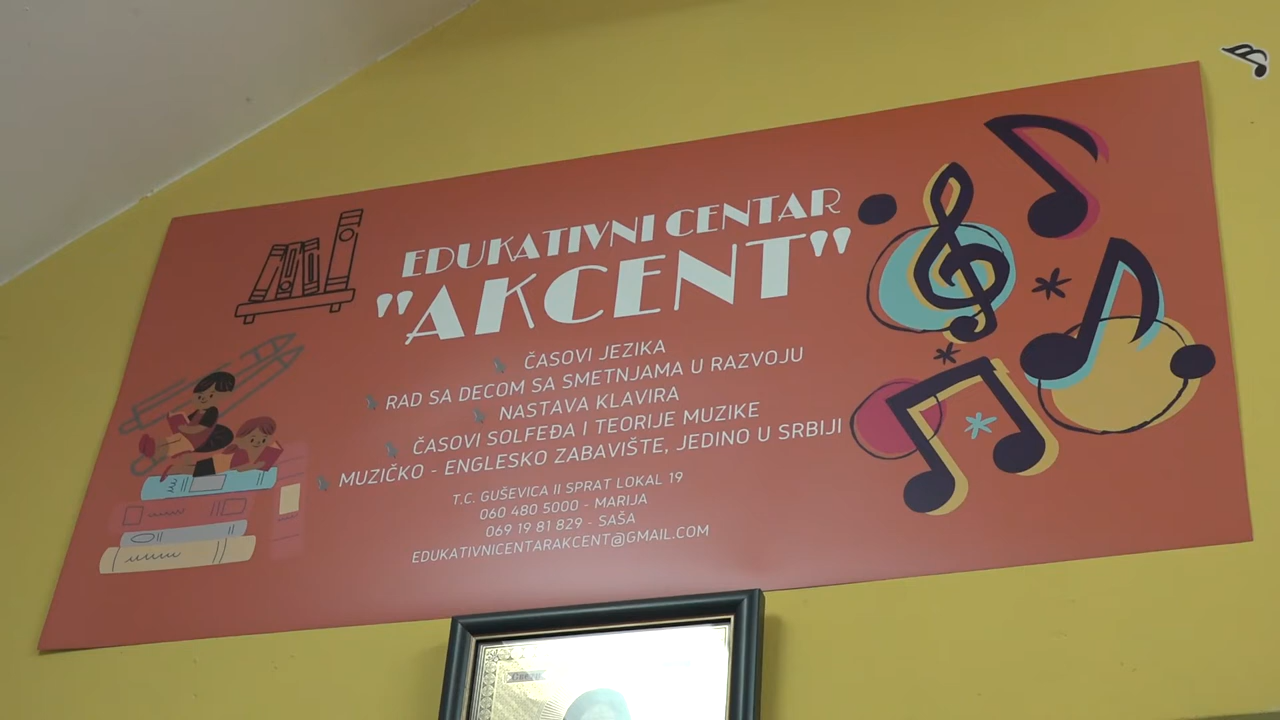 EDUKATIVNI CENTAR
"AKCENT"
ČASOVI JEZIKA
RAD SA DECOM SA SMETNJAMA U RAZVOJU
NASTAVA KLAVIRA
ČASOVI SOLFEĐA I TEORIJE MUZIKE
MUZIČKO - ENGLESKO ZABAVIŠTE, JEDINO U SRBIJI
T.C. GUŠEVICA II SPRAT LOKAL 19
060 480 5000 - MARIJA
069 19 81 829 - SAŠA
EDUKATIVNICENTARAKCENT@GMAIL.COM